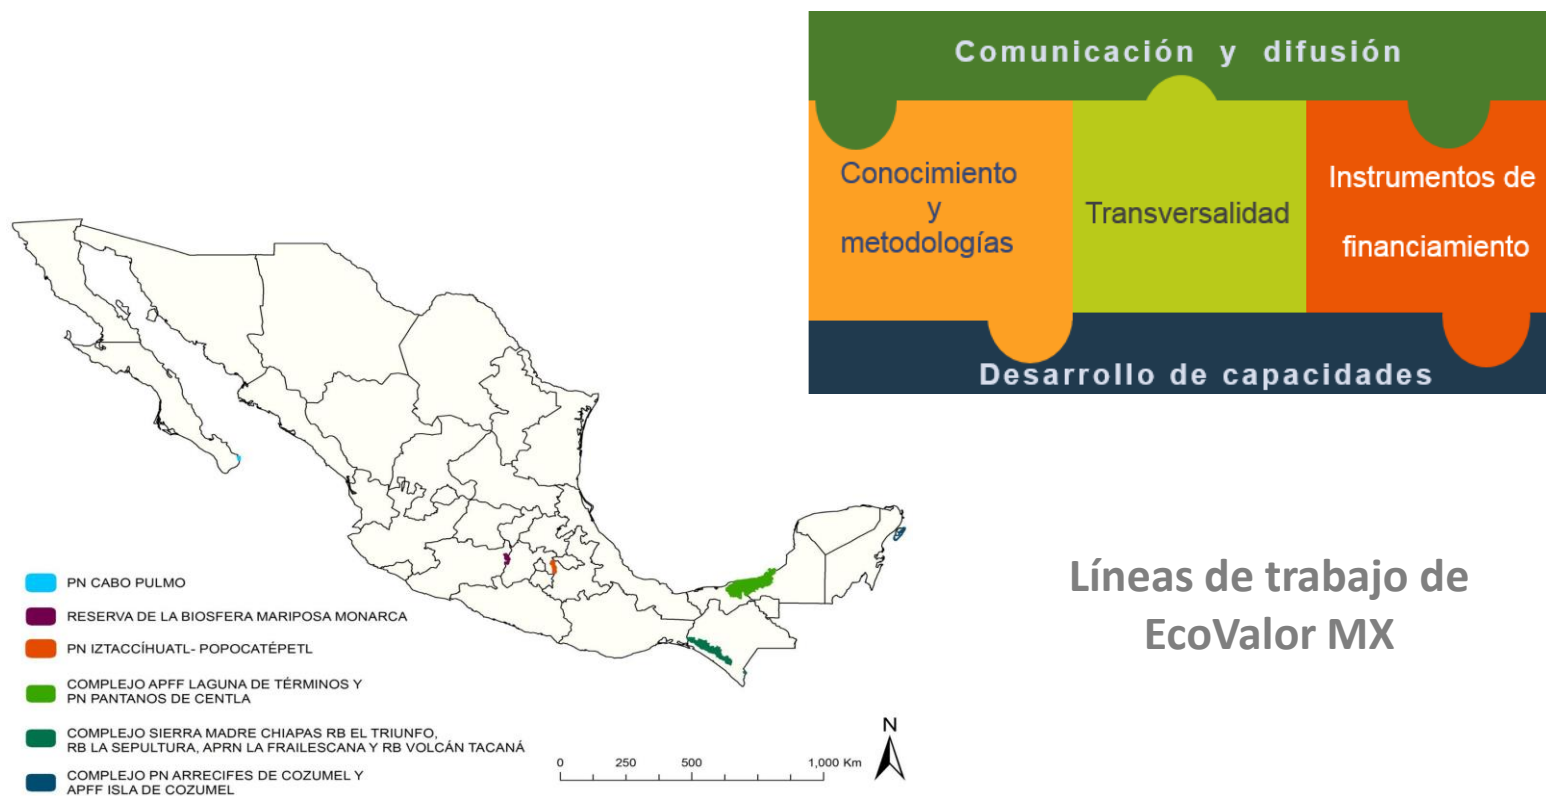 Comunicación y difusión
Conocimiento
y
metodologías
Transversalidad
Instrumentos de
financiamiento
Desarrollo de capacidades
PN CABO PULMO
RESERVA DE LA BIOSFERA MARIPOSA MONARCA
PN IZTACCÍHUATL- POPOCATÉPETL
COMPLEJO APFF LAGUNA DE TÉRMINOS Y
PN PANTANOS DE CENTLA
COMPLEJO SIERRA MADRE CHIAPAS RB EL TRIUNFO,
RB LA SEPULTURA, APRN LA FRAILESCANA Y RB VOLCÁN TACANÁ
COMPLEJO PN ARRECIFES DE COZUMEL Y
APFF ISLA DE COZUMEL
0 250 500 1,000 Km
N
Líneas de trabajo de
EcoValor MX